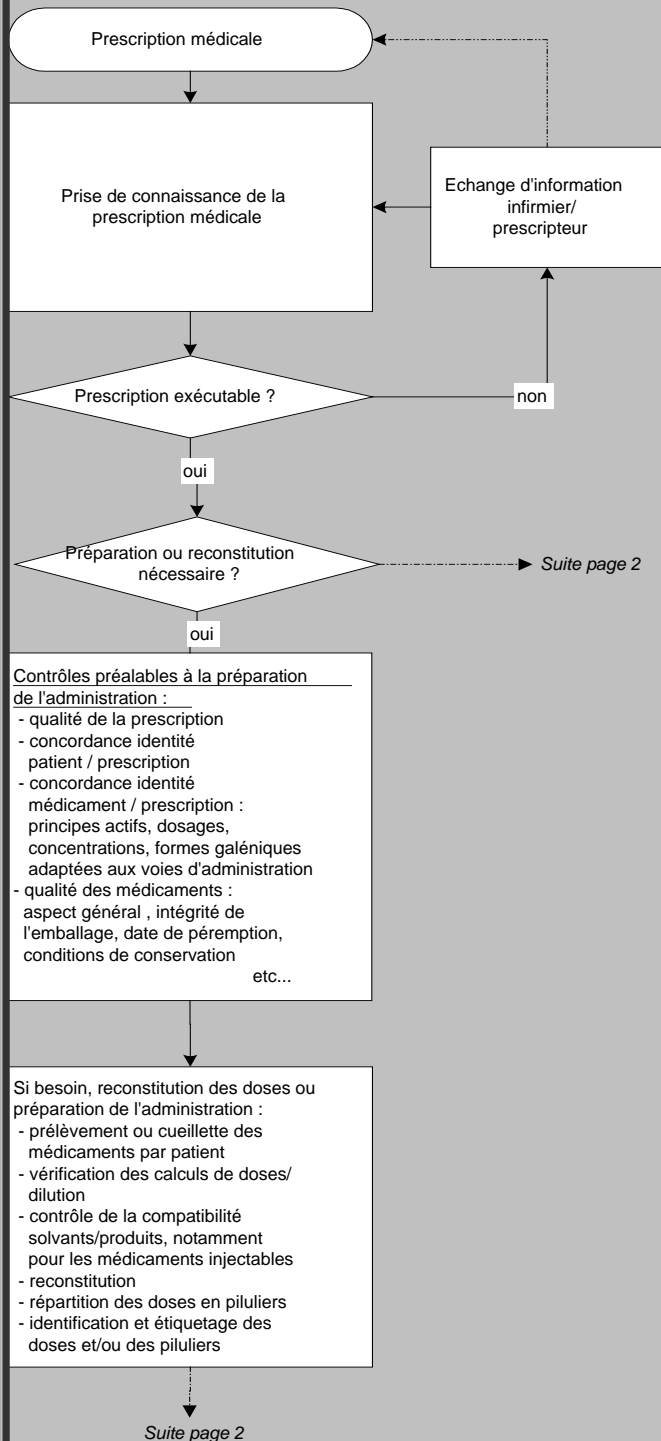 Prescription médicale
Prise de connaissance de la
prescription médicale
Echange d'information
infirmier/
prescripteur
Prescription exécutable ?
non
oui
Préparation ou reconstitution
nécessaire ?
Suite page 2
oui
Contrôles préalables à la préparation
de l'administration :
- qualité de la prescription
- concordance identité
patient / prescription
- concordance identité
médicament / prescription :
principes actifs, dosages,
concentrations, formes galéniques
adaptées aux voies d'administration
- qualité des médicaments :
aspect général , intégrité de
l'emballage, date de péremption,
conditions de conservation
etc...
Si besoin, reconstitution des doses ou
préparation de l'administration :
- prélèvement ou cueillette des
médicaments par patient
- vérification des calculs de doses/
dilution
- contrôle de la compatibilité
solvants/produits, notamment
pour les médicaments injectables
- reconstitution
- répartition des doses en piluliers
- identification et étiquetage des
doses et/ou des piluliers
Suite page 2